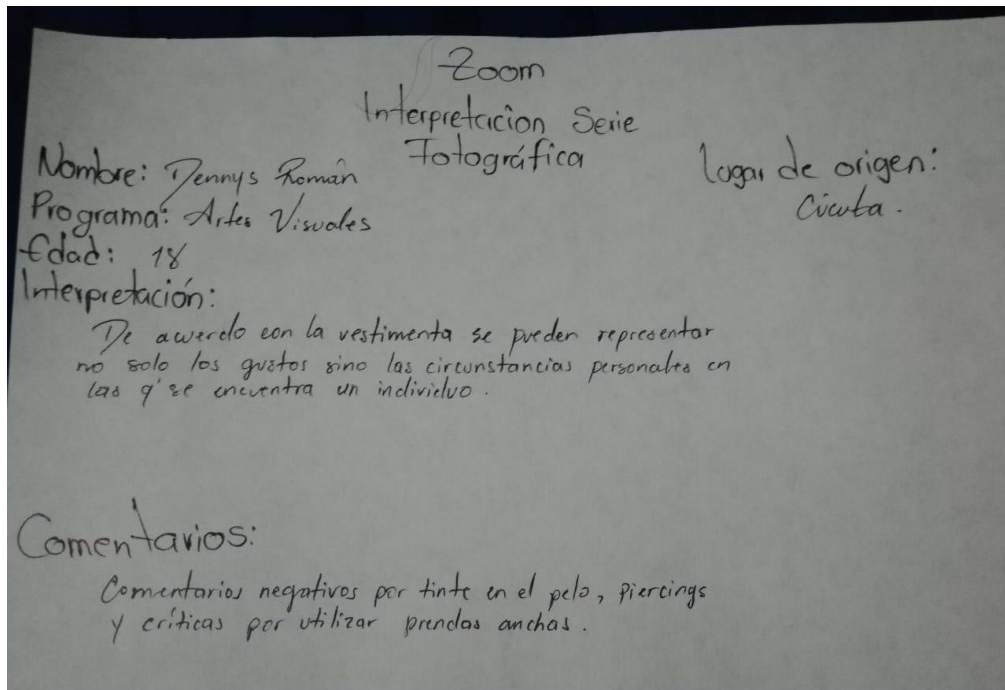 Zoom
Interpretacion Serie
Fotográfica
Nombre: Dennys Román
Programa: Artes Visuales
Edad: 18
Lugar de origen:
Cúcuta.
Interpretación:
De acuerdo con la vestimenta se pueden representar
no solo los gustos sino las circunstancias personales en
las q' se encuentra un individuo.
Comentarios:
Comentarios negativos por tinte en el pelo, piercings
y críticas por utilizar prendas anchas.